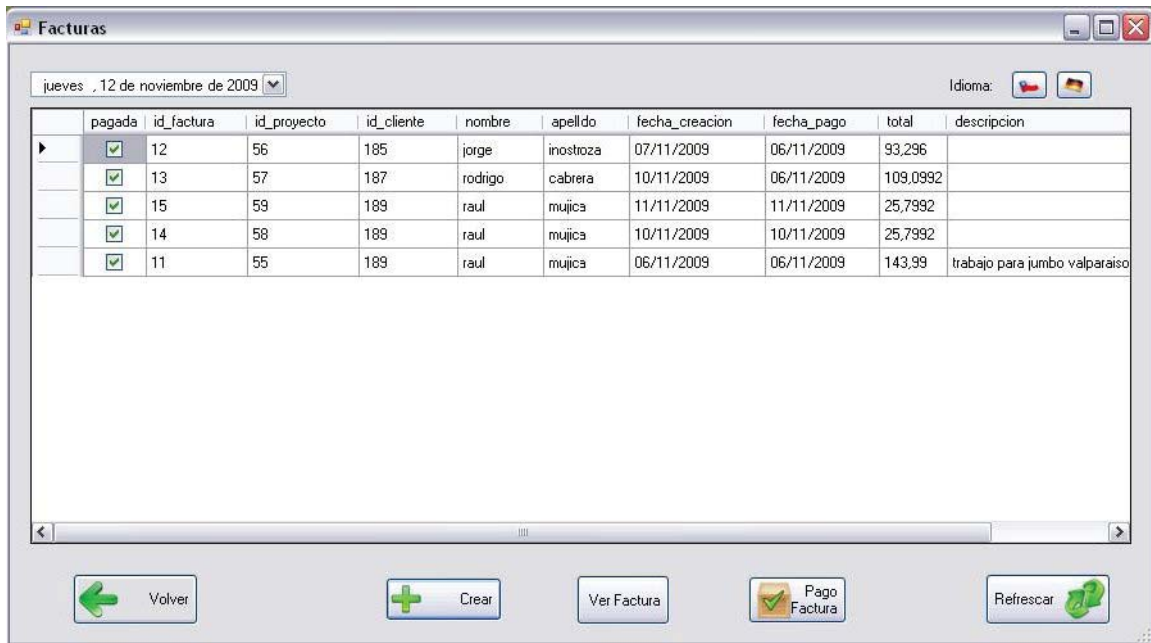 Facturas
jueves , 12 de noviembre de 2009 Idioma:
pagada id_factura id_proyecto id_cliente nombre apellido fecha_creacion fecha_pago total descripcion
12 56 185 jorge inostroza 07/11/2009 06/11/2009 93,296
13 57 187 rodrigo cabrera 10/11/2009 06/11/2009 109,0992
15 59 189 raul mujica 11/11/2009 11/11/2009 25,7992
14 58 189 raul mujica 10/11/2009 10/11/2009 25,7992
11 55 189 raul mujica 06/11/2009 06/11/2009 143,99 trabajo para jumbo valparaiso
Volver Crear Ver Factura Pago Factura Refrescar